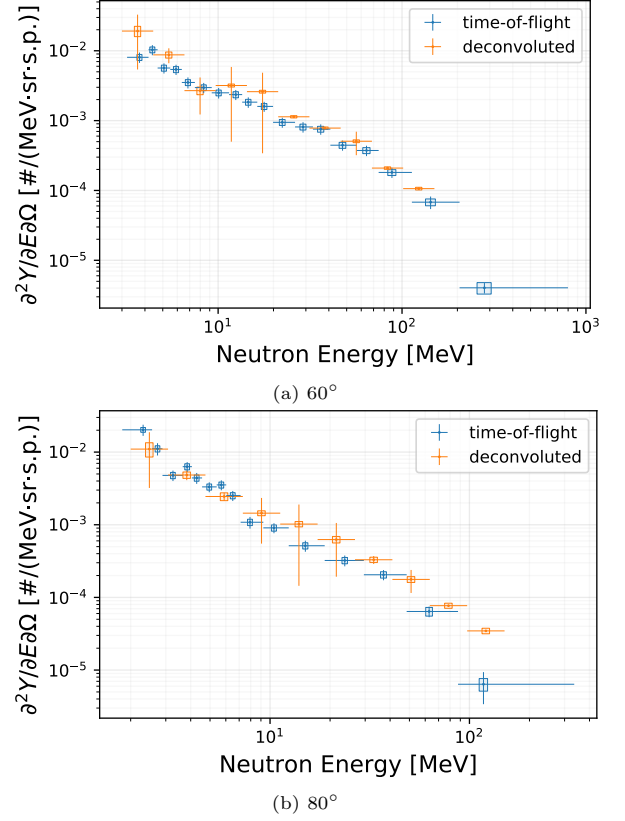 time-of-flight
deconvoluted
10⁻²
10⁻³
10⁻⁴
10⁻⁵
∂²Y/∂E∂Ω [#/(MeV·sr·s.p.)]
10¹ 10² 10³
Neutron Energy [MeV]
(a) 60°
time-of-flight
deconvoluted
10⁻²
10⁻³
10⁻⁴
10⁻⁵
∂²Y/∂E∂Ω [#/(MeV·sr·s.p.)]
10¹ 10²
Neutron Energy [MeV]
(b) 80°